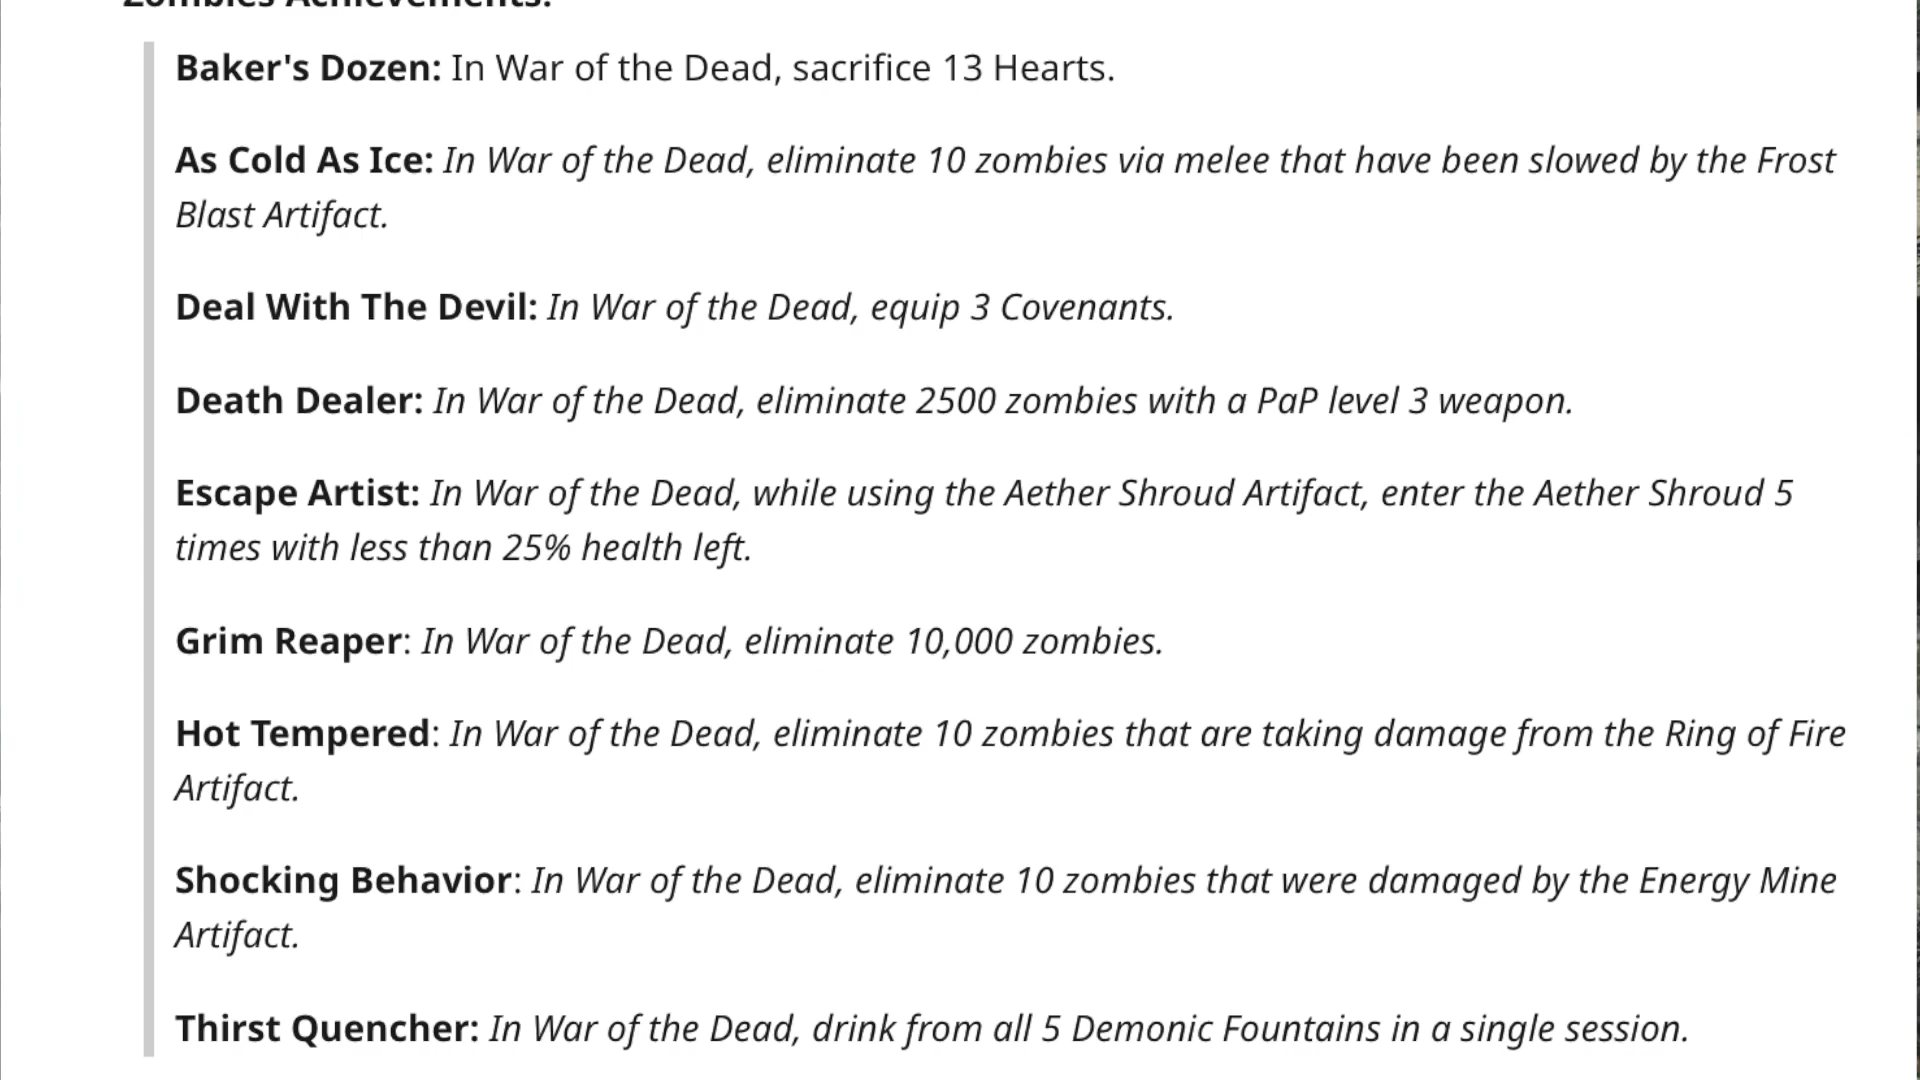 Zombies Achievements:
Baker's Dozen: In War of the Dead, sacrifice 13 Hearts.
As Cold As Ice: In War of the Dead, eliminate 10 zombies via melee that have been slowed by the Frost
Blast Artifact.
Deal With The Devil: In War of the Dead, equip 3 Covenants.
Death Dealer: In War of the Dead, eliminate 2500 zombies with a PaP level 3 weapon.
Escape Artist: In War of the Dead, while using the Aether Shroud Artifact, enter the Aether Shroud 5
times with less than 25% health left.
Grim Reaper: In War of the Dead, eliminate 10,000 zombies.
Hot Tempered: In War of the Dead, eliminate 10 zombies that are taking damage from the Ring of Fire
Artifact.
Shocking Behavior: In War of the Dead, eliminate 10 zombies that were damaged by the Energy Mine
Artifact.
Thirst Quencher: In War of the Dead, drink from all 5 Demonic Fountains in a single session.